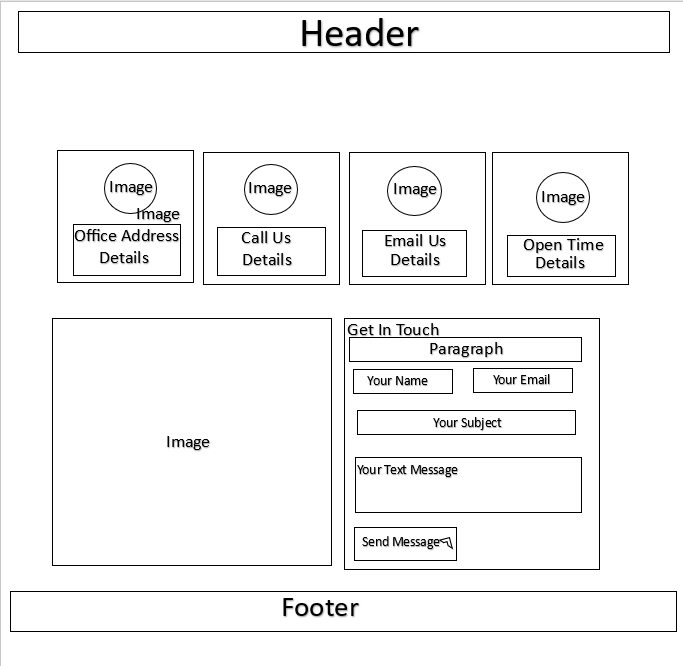 Header
Image
Image
Office Address
Details
Image
Call Us
Details
Image
Email Us
Details
Image
Open Time
Details
Image
Get In Touch
Paragraph
Your Name
Your Email
Your Subject
Your Text Message
Send Message
Footer